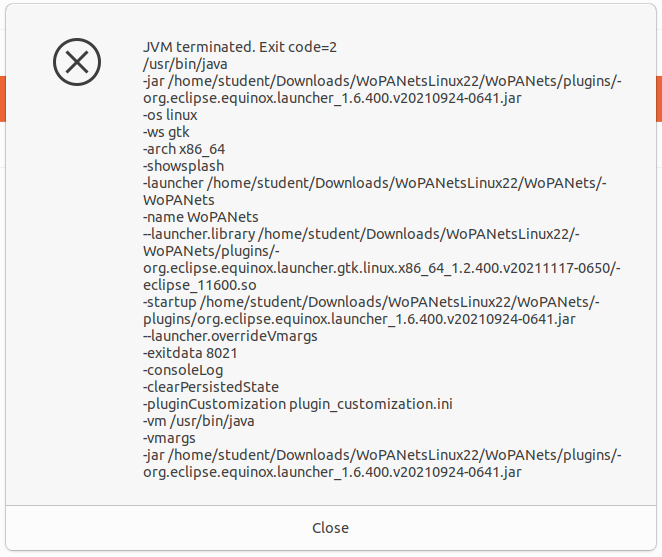 JVM terminated. Exit code=2
/usr/bin/java
-jar /home/student/Downloads/WoPANetsLinux22/WoPANets/plugins/-
org.eclipse.equinox.launcher_1.6.400.v20210924-0641.jar
-os linux
-ws gtk
-arch x86_64
-showsplash
-launcher /home/student/Downloads/WoPANetsLinux22/WoPANets/-
WoPANets
-name WoPANets
--launcher.library /home/student/Downloads/WoPANetsLinux22/-
WoPANets/plugins/-
org.eclipse.equinox.launcher.gtk.linux.x86_64_1.2.400.v20211117-0650/-
eclipse_11600.so
-startup /home/student/Downloads/WoPANetsLinux22/WoPANets/-
plugins/org.eclipse.equinox.launcher_1.6.400.v20210924-0641.jar
--launcher.overrideVmargs
-exitdata 8021
-consoleLog
-clearPersistedState
-pluginCustomization plugin_customization.ini
-vm /usr/bin/java
-vmargs
-jar /home/student/Downloads/WoPANetsLinux22/WoPANets/plugins/-
org.eclipse.equinox.launcher_1.6.400.v20210924-0641.jar
Close